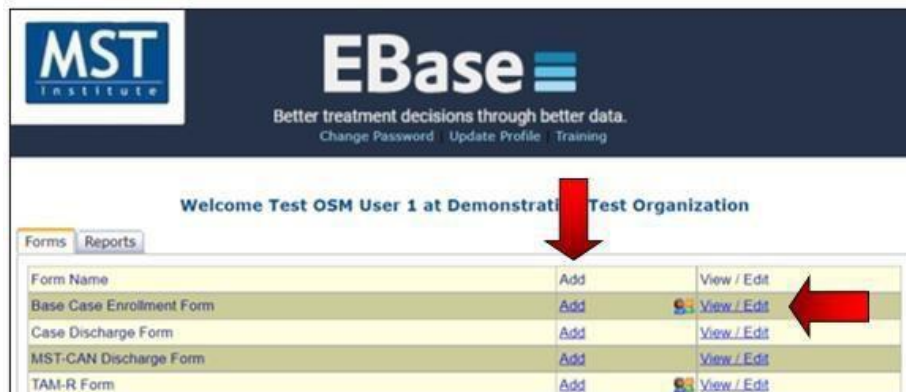 MST
Institute
EBase
Better treatment decisions through better data.
Change Password | Update Profile | Training
Welcome Test OSM User 1 at Demonstrati Test Organization
Forms Reports
Form Name Add View / Edit
Base Case Enrollment Form Add View / Edit
Case Discharge Form Add View / Edit
MST-CAN Discharge Form Add View / Edit
TAM-R Form Add View / Edit